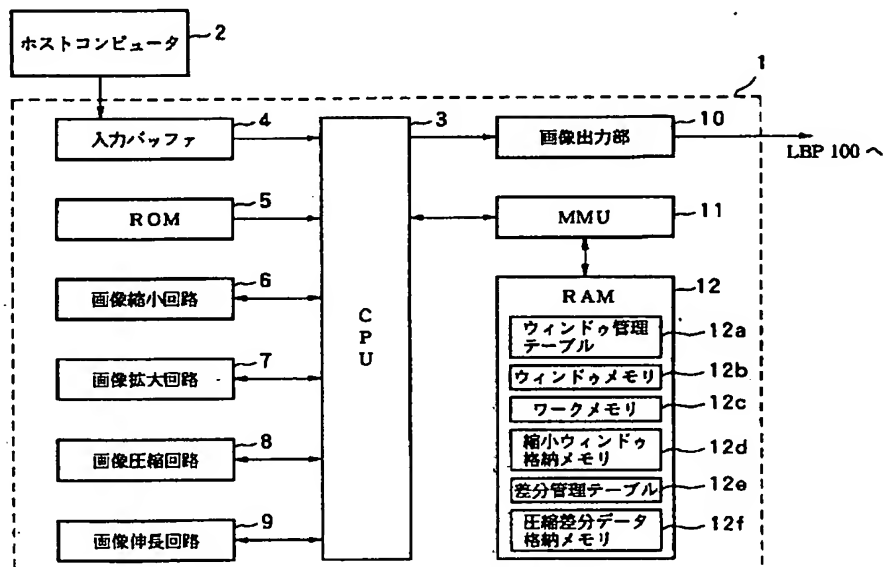 ホストコンピュータ
2
1
入力バッファ
4
3
画像出力部
10
LBP 100 へ
ROM
5
MMU
11
画像縮小回路
6
CPU
RAM
12
ウィンドゥ管理
テーブル
12a
画像拡大回路
7
ウィンドゥメモリ
12b
ワークメモリ
12c
画像圧縮回路
8
縮小ウィンドゥ
格納メモリ
12d
差分管理テーブル
12e
画像伸長回路
9
圧縮差分データ
格納メモリ
12f